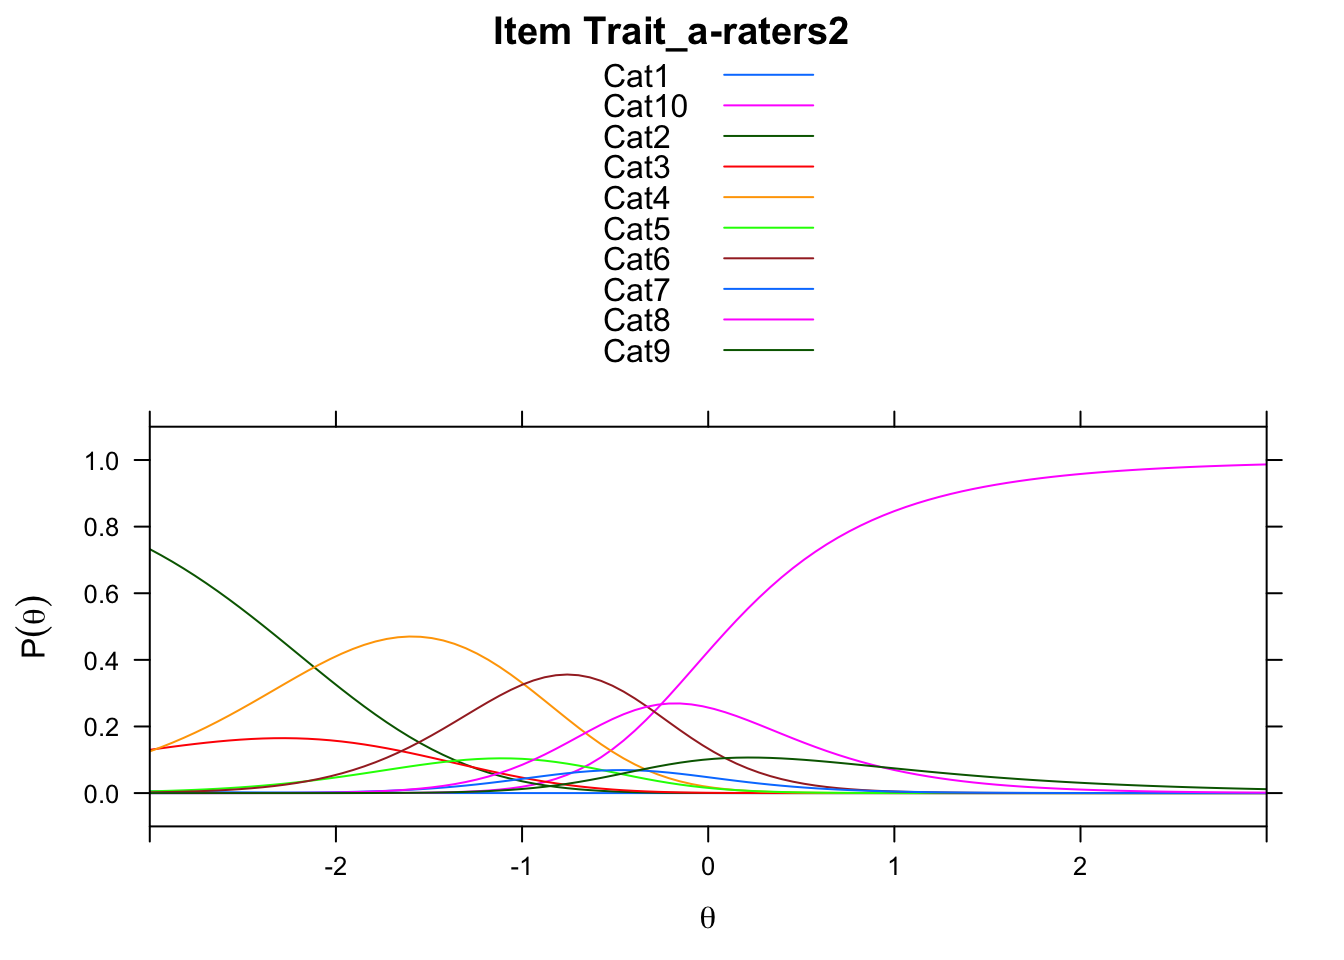 Item Trait_a-raters2
Cat1
Cat10
Cat2
Cat3
Cat4
Cat5
Cat6
Cat7
Cat8
Cat9
1.0
0.8
0.6
0.4
0.2
0.0
P(θ)
-2 -1 0 1 2
θ